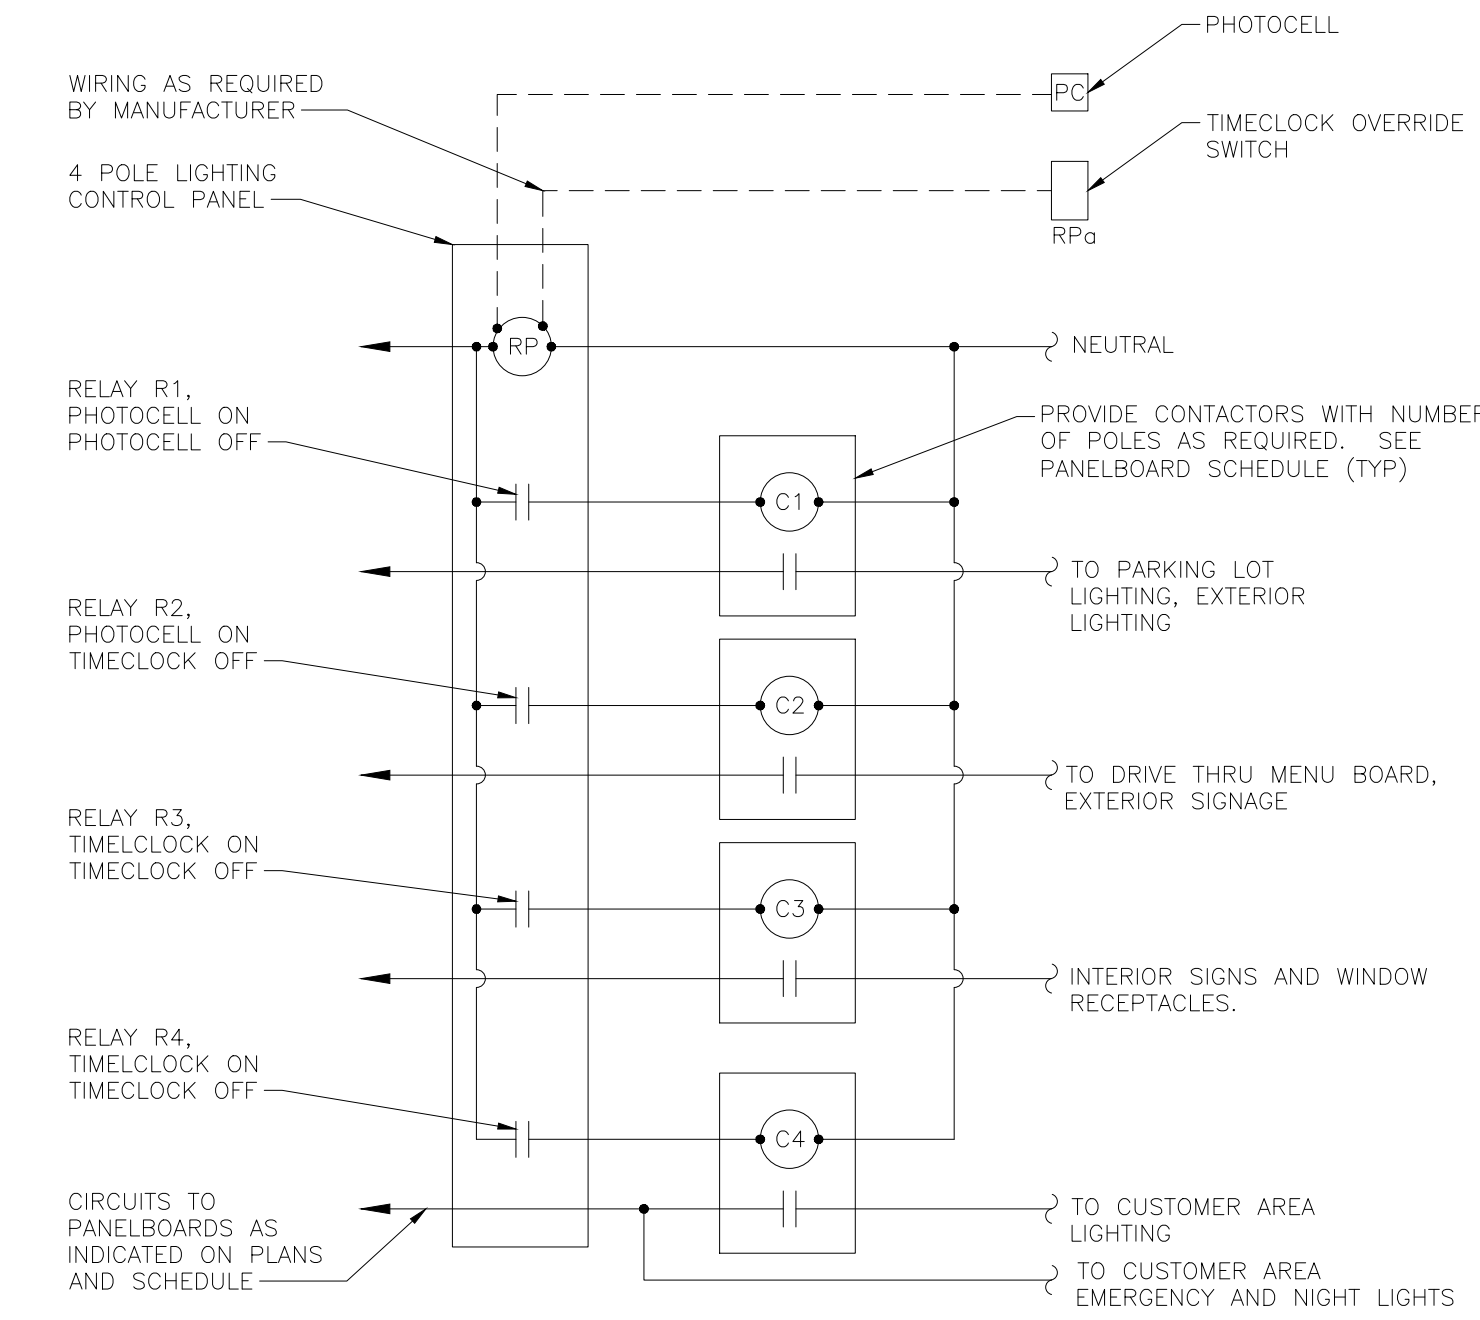 PHOTOCELL
WIRING AS REQUIRED
BY MANUFACTURER
PC
TIMECLOCK OVERRIDE
SWITCH
4 POLE LIGHTING
CONTROL PANEL
RPa
RP
NEUTRAL
RELAY R1,
PHOTOCELL ON
PHOTOCELL OFF
PROVIDE CONTACTORS WITH NUMBER
OF POLES AS REQUIRED. SEE
PANELBOARD SCHEDULE (TYP)
C1
TO PARKING LOT
LIGHTING, EXTERIOR
LIGHTING
RELAY R2,
PHOTOCELL ON
TIMECLOCK OFF
C2
TO DRIVE THRU MENU BOARD,
EXTERIOR SIGNAGE
RELAY R3,
TIMELCLOCK ON
TIMECLOCK OFF
C3
INTERIOR SIGNS AND WINDOW
RECEPTACLES.
RELAY R4,
TIMELCLOCK ON
TIMECLOCK OFF
C4
CIRCUITS TO
PANELBOARDS AS
INDICATED ON PLANS
AND SCHEDULE
TO CUSTOMER AREA
LIGHTING
TO CUSTOMER AREA
EMERGENCY AND NIGHT LIGHTS